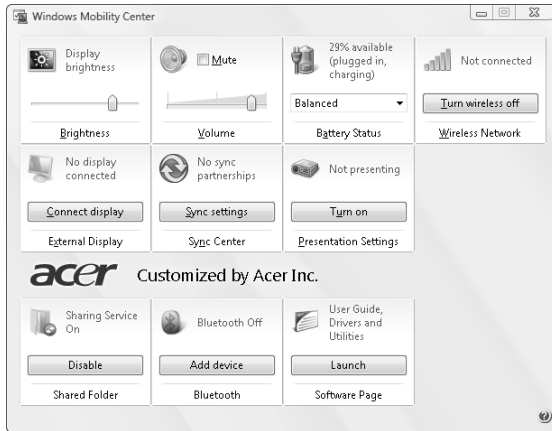 Windows Mobility Center
Display
brightness
Brightness
Mute
Volume
29% available
(plugged in,
charging)
Balanced
Battery Status
Not connected
Turn wireless off
Wireless Network
No display
connected
Connect display
External Display
No sync
partnerships
Sync settings
Sync Center
Not presenting
Turn on
Presentation Settings
acer Customized by Acer Inc.
Sharing Service
On
Disable
Shared Folder
Bluetooth Off
Add device
Bluetooth
User Guide,
Drivers and
Utilities
Launch
Software Page